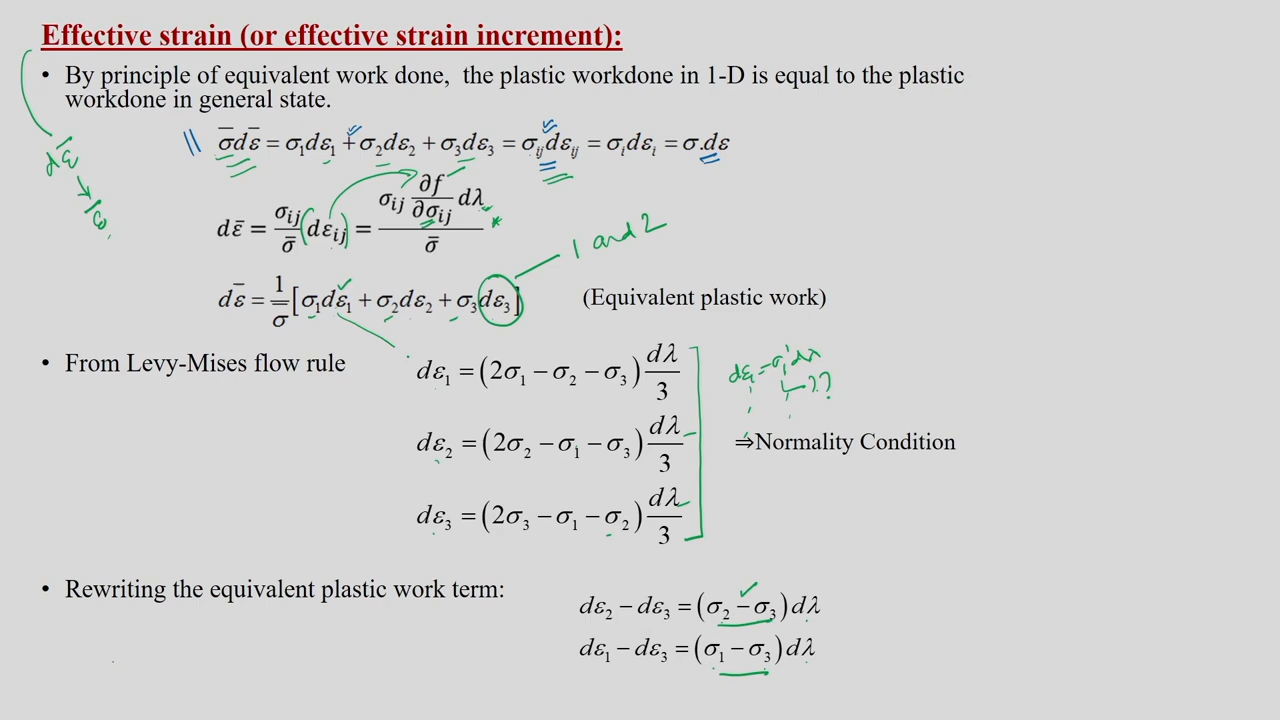 Effective strain (or effective strain increment):
• By principle of equivalent work done, the plastic workdone in 1-D is equal to the plastic
workdone in general state.
σ̄dε̄ = σ₁dε₁ + σ₂dε₂ + σ₃dε₃ = σᵢⱼdεᵢⱼ = σᵢdεᵢ = σ.dε
dε̄
ε̄
dε̄ = σᵢⱼ/σ̄ (dεᵢⱼ) = (σᵢⱼ ∂f/∂σᵢⱼ dλ)/σ̄ *
1 and 2
dε̄ = 1/σ̄ [σ₁dε₁ + σ₂dε₂ + σ₃dε₃] (Equivalent plastic work)
• From Levy-Mises flow rule
dε₁ = (2σ₁ − σ₂ − σ₃) dλ/3
dε₁ = σ₁' dλ
??
dε₂ = (2σ₂ − σ₁ − σ₃) dλ/3
⇒Normality Condition
dε₃ = (2σ₃ − σ₁ − σ₂) dλ/3
• Rewriting the equivalent plastic work term:
dε₂ − dε₃ = (σ₂ − σ₃)dλ
dε₁ − dε₃ = (σ₁ − σ₃)dλ